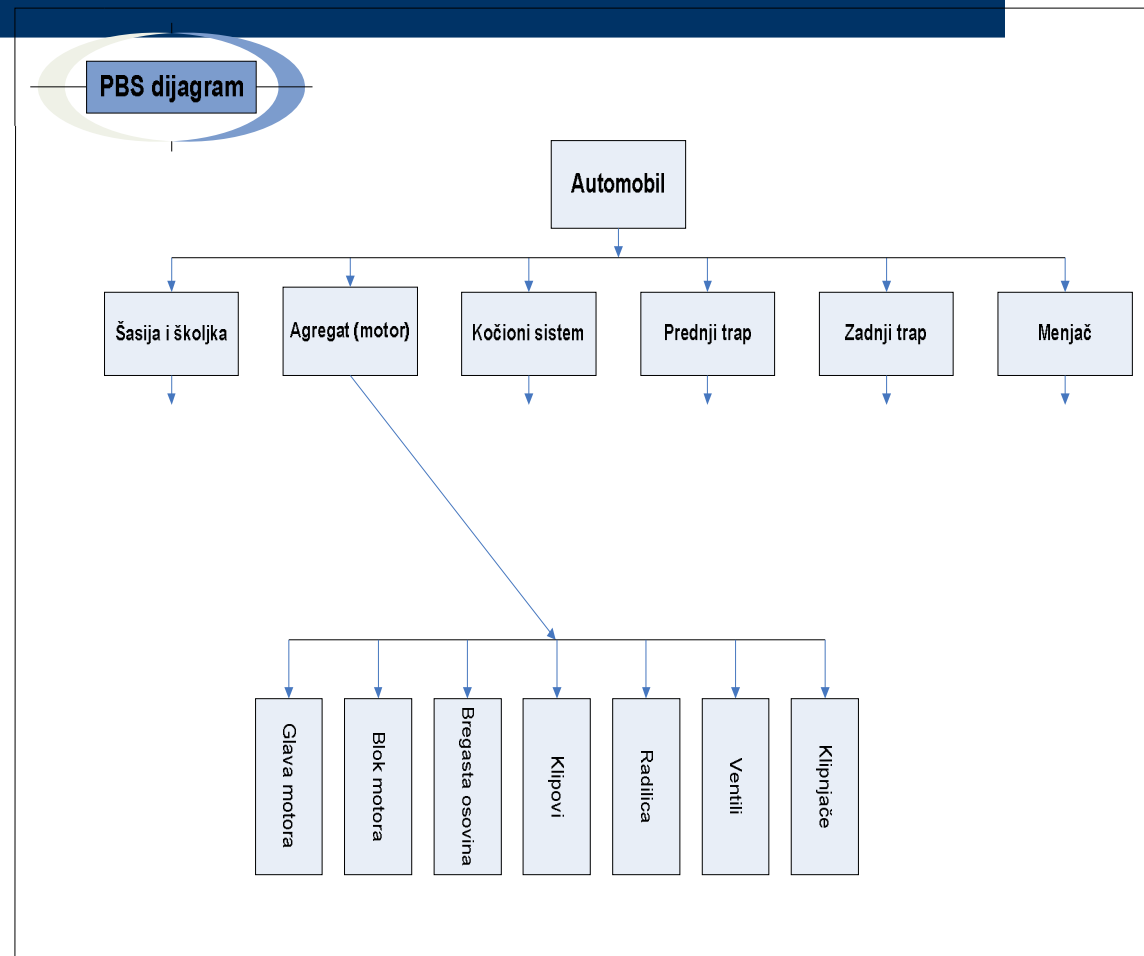 PBS dijagram
Automobil
Šasija i školjka
Agregat (motor)
Kočioni sistem
Prednji trap
Zadnji trap
Menjač
Glava motora
Blok motora
Bregasta osovina
Klipovi
Radilica
Ventili
Klipnjače